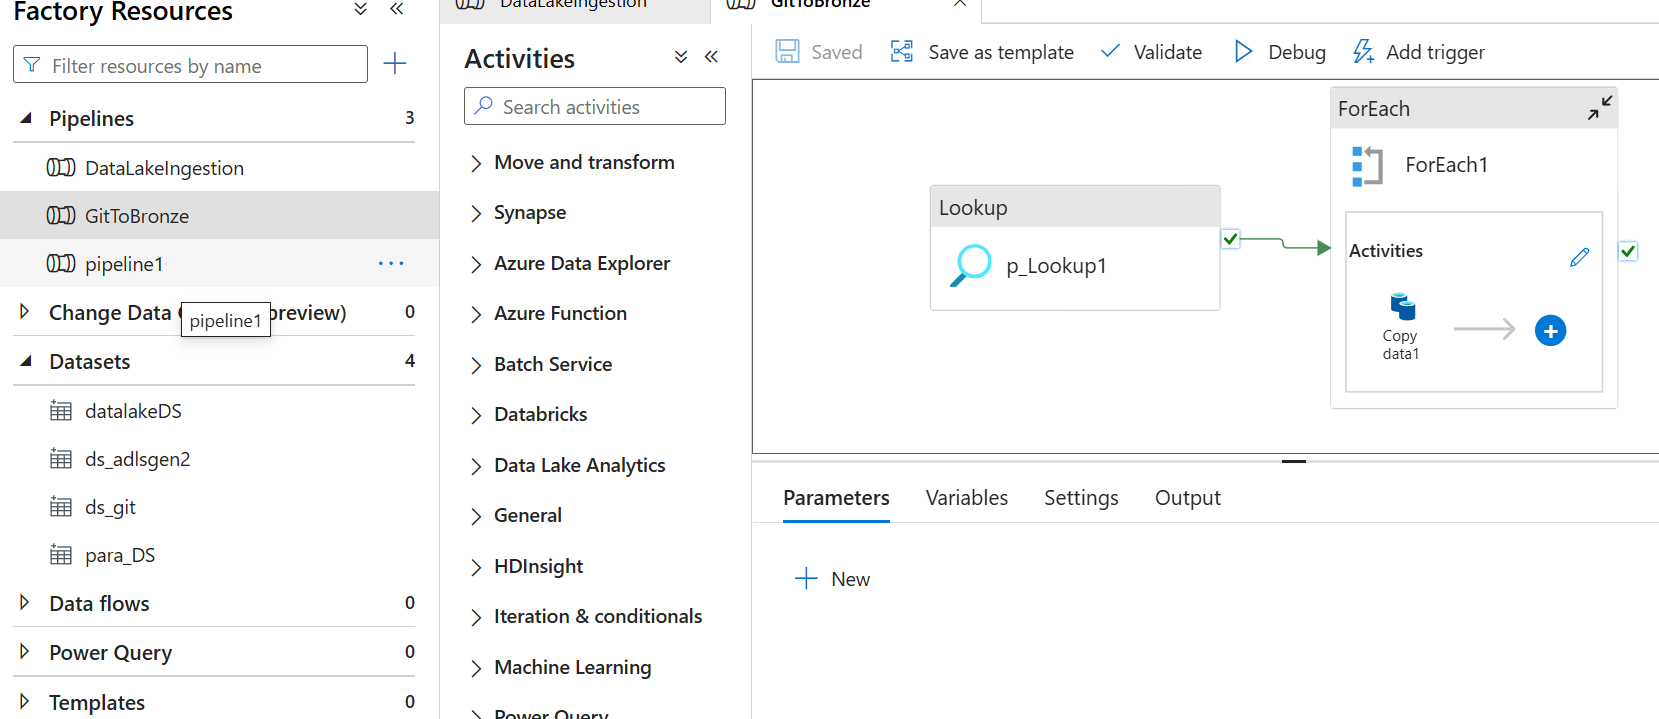 Factory Resources
Filter resources by name
Pipelines 3
DataLakeIngestion
GitToBronze
pipeline1
Change Data preview) 0
pipeline1
Datasets 4
datalakeDS
ds_adlsgen2
ds_git
para_DS
Data flows 0
Power Query 0
Templates 0
DataLakeIngestion
GitToBronze
Activities
Search activities
Move and transform
Synapse
Azure Data Explorer
Azure Function
Batch Service
Databricks
Data Lake Analytics
General
HDInsight
Iteration & conditionals
Machine Learning
Power Query
Saved
Save as template
Validate
Debug
Add trigger
Lookup
p_Lookup1
ForEach
ForEach1
Activities
Copy
data1
Parameters Variables Settings Output
New